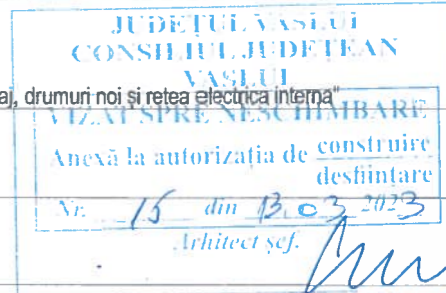 JUDEȚUL VASLUI
CONSILIUL JUDEȚEAN
VASLUI
aj, drumuri noi și retea electrica interna"
VIZAT SPRE NESCHIMBARE
Anexă la autorizația de construire
desființare
Nr. 15 din 13.03.2023
Arhitect șef,